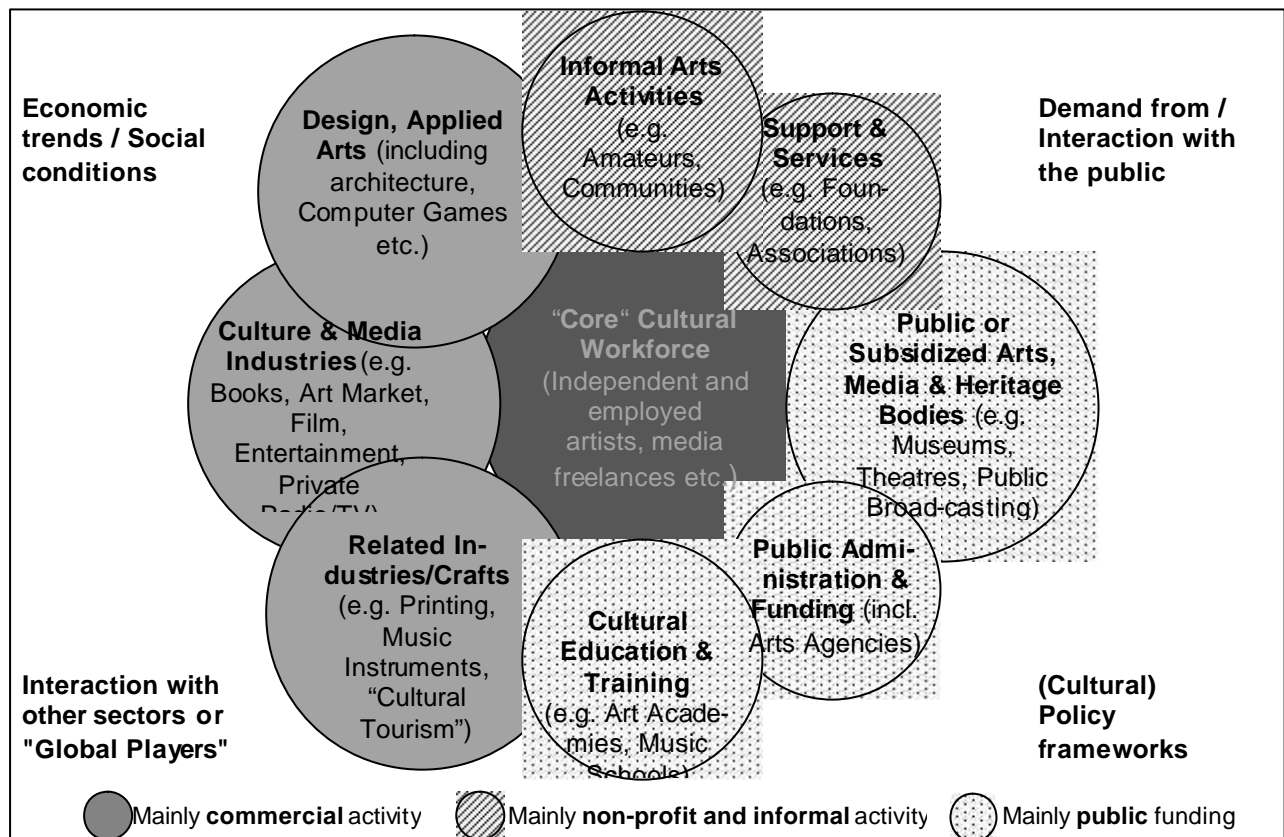 Economic
trends / Social
conditions
Design, Applied
Arts (including
architecture,
Computer Games
etc.)
Informal Arts
Activities
(e.g.
Amateurs,
Communities)
Support &
Services
(e.g. Foun-
dations,
Associations)
Demand from /
Interaction with
the public
Culture & Media
Industries (e.g.
Books, Art Market,
Film,
Entertainment,
Private
Radio/TV)
“Core“ Cultural
Workforce
(Independent and
employed
artists, media
freelances etc.)
Public or
Subsidized Arts,
Media & Heritage
Bodies (e.g.
Museums,
Theatres, Public
Broad-casting)
Related In-
dustries/Crafts
(e.g. Printing,
Music
Instruments,
“Cultural
Tourism”)
Cultural
Education &
Training
(e.g. Art Acade-
mies, Music
Schools)
Public Admi-
nistration &
Funding (incl.
Arts Agencies)
Interaction with
other sectors or
"Global Players"
(Cultural)
Policy
frameworks
Mainly commercial activity
Mainly non-profit and informal activity
Mainly public funding